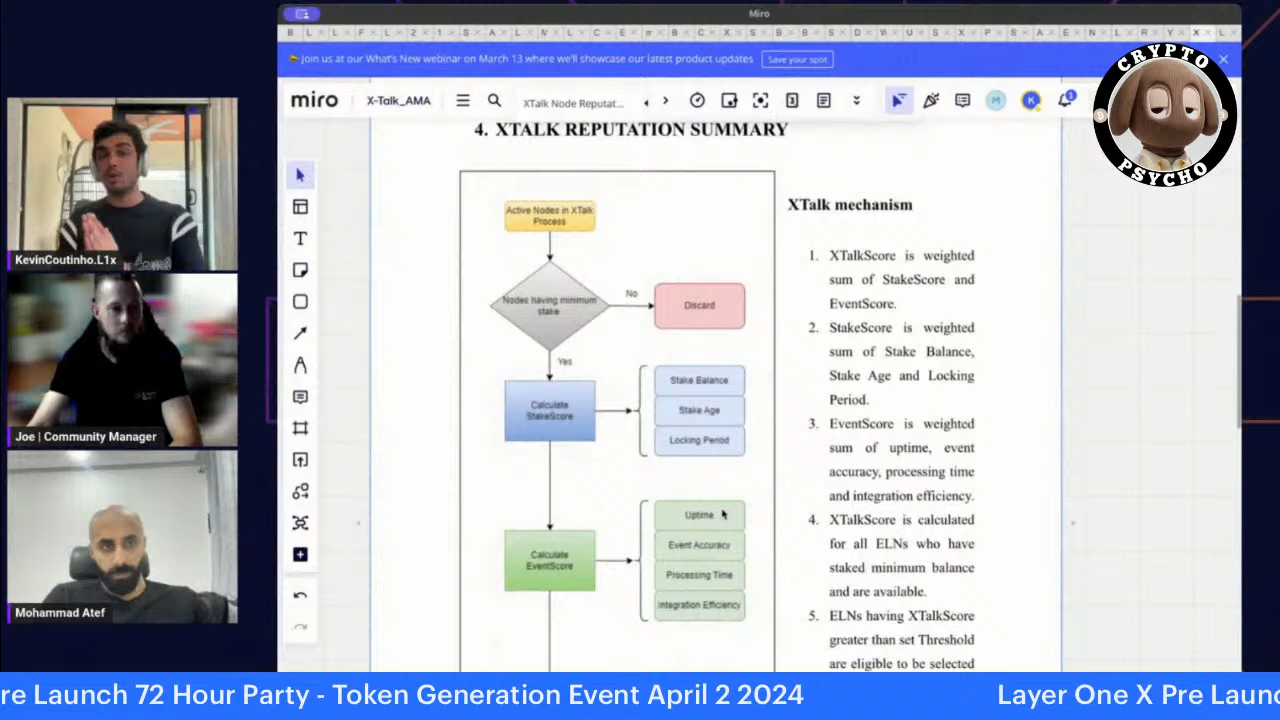 Miro
Join us at our What's New webinar on March 13 where we'll showcase our latest product updates
Save your spot
miro
X-Talk_AMA
XTalk Node Reputat...
M
K
1
CRYPTO
PSYCHO
4. XTALK REPUTATION SUMMARY
Active Nodes in XTalk
Process
Nodes having minimum
stake
No
Discard
Yes
Calculate
StakeScore
Stake Balance
Stake Age
Locking Period
Calculate
EventScore
Uptime
Event Accuracy
Processing Time
Integration Efficiency
XTalk mechanism
1. XTalkScore is weighted
sum of StakeScore and
EventScore.
2. StakeScore is weighted
sum of Stake Balance,
Stake Age and Locking
Period.
3. EventScore is weighted
sum of uptime, event
accuracy, processing time
and integration efficiency.
4. XTalkScore is calculated
for all ELNs who have
staked minimum balance
and are available.
5. ELNs having XTalkScore
greater than set Threshold
are eligible to be selected
KevinCoutinho.L1x
Joe | Community Manager
Mohammad Atef
re Launch 72 Hour Party - Token Generation Event April 2 2024
Layer One X Pre Laun